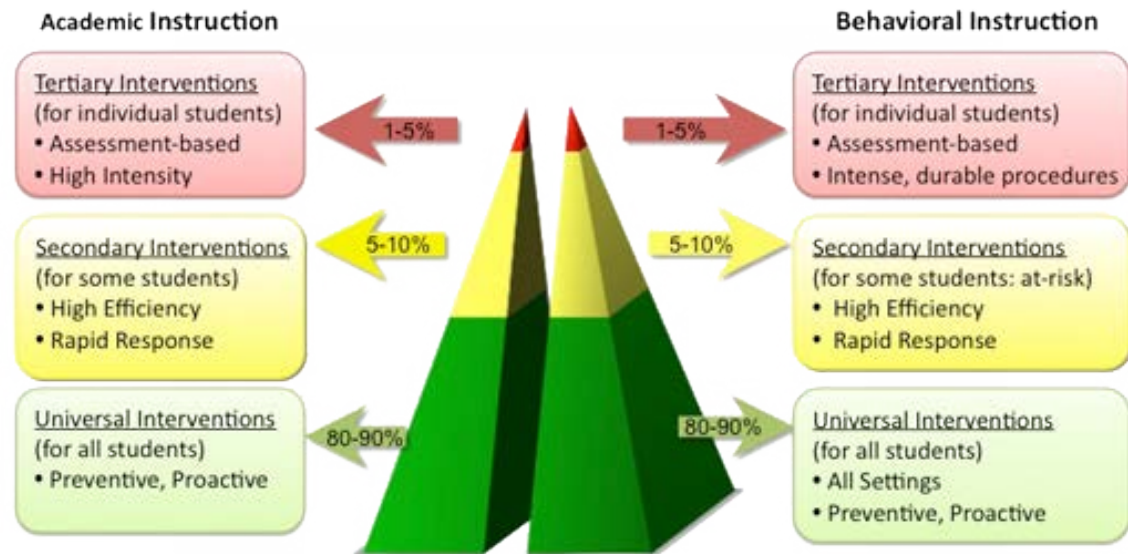 Academic Instruction
Tertiary Interventions
(for individual students)
• Assessment-based
• High Intensity
1-5%
Secondary Interventions
(for some students)
• High Efficiency
• Rapid Response
5-10%
Universal Interventions
(for all students)
• Preventive, Proactive
80-90%
Behavioral Instruction
1-5%
Tertiary Interventions
(for individual students)
• Assessment-based
• Intense, durable procedures
5-10%
Secondary Interventions
(for some students: at-risk)
• High Efficiency
• Rapid Response
80-90%
Universal Interventions
(for all students)
• All Settings
• Preventive, Proactive